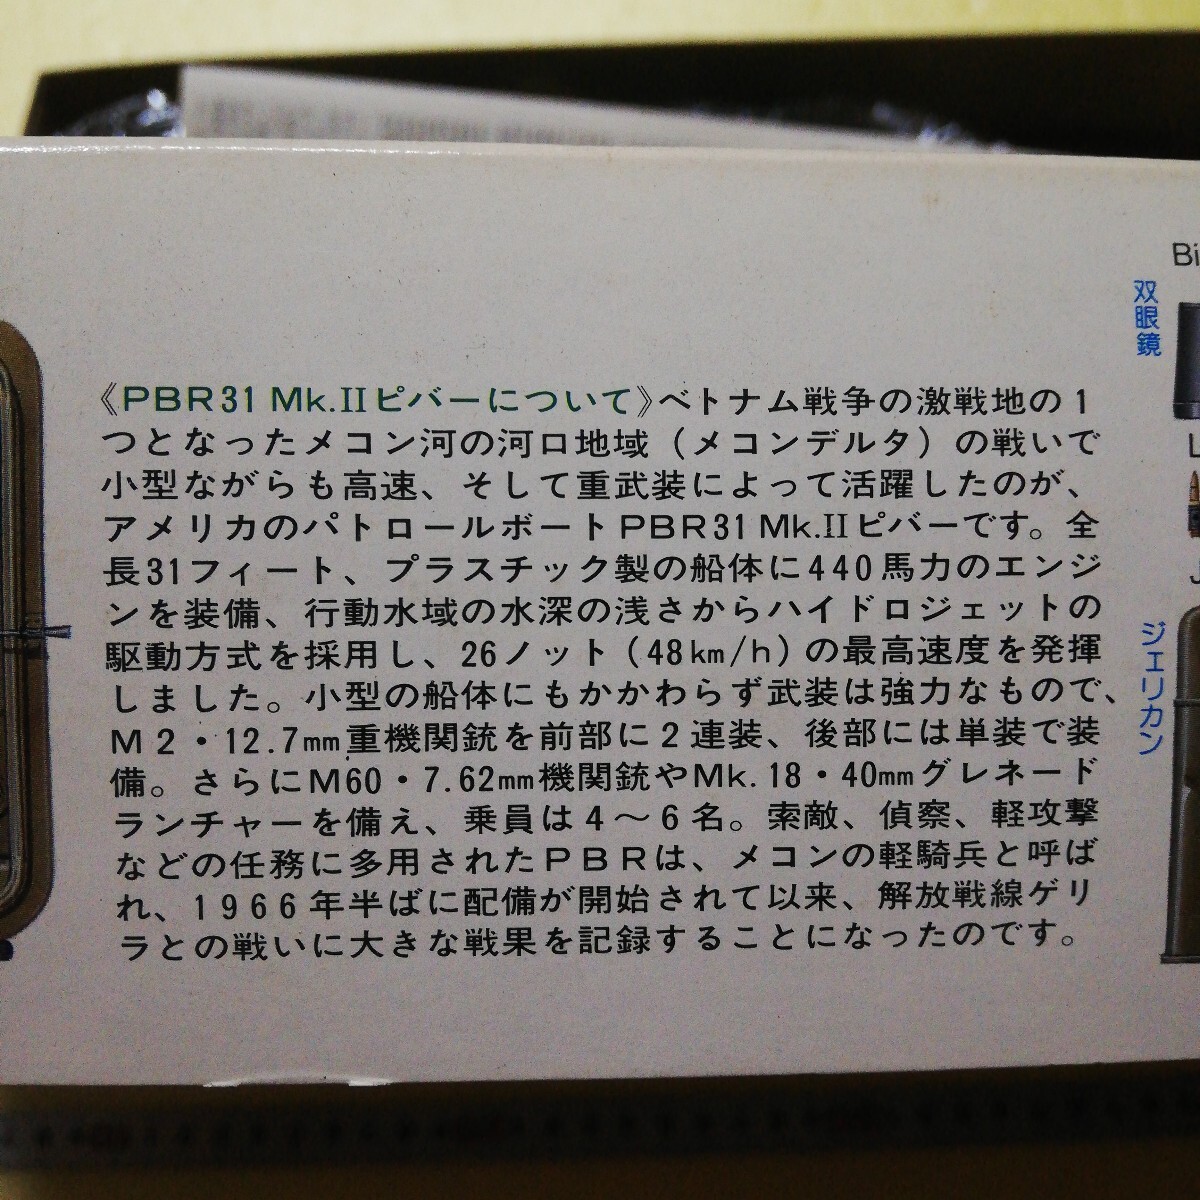 《PBR31 Mk.IIピバーについて》ベトナム戦争の激戦地の1
つとなったメコン河の河口地域（メコンデルタ）の戦いで
小型ながらも高速、そして重武装によって活躍したのが、
アメリカのパトロールボートPBR31 Mk.IIピバーです。全
長31フィート、プラスチック製の船体に440馬力のエンジ
ンを装備、行動水域の水深の浅さからハイドロジェットの
駆動方式を採用し、26ノット(48km/h)の最高速度を発揮
しました。小型の船体にもかかわらず武装は強力なもので、
M2・12.7mm重機関銃を前部に2連装、後部には単装で装
備。さらにM60・7.62mm機関銃やMk.18・40mmグレネード
ランチャーを備え、乗員は4〜6名。索敵、偵察、軽攻撃
などの任務に多用されたPBRは、メコンの軽騎兵と呼ば
れ、1966年半ばに配備が開始されて以来、解放戦線ゲリ
ラとの戦いに大きな戦果を記録することになったのです。
Bi
双眼鏡
L
J
ジェリカン